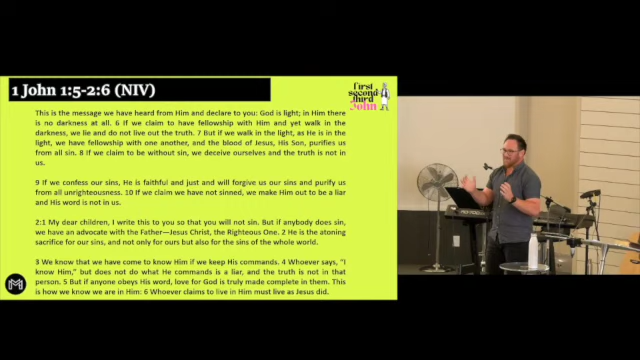 1 John 1:5-2:6 (NIV)
first
second
third
John
This is the message we have heard from Him and declare to you: God is light; in Him there
is no darkness at all. 6 If we claim to have fellowship with Him and yet walk in the
darkness, we lie and do not live out the truth. 7 But if we walk in the light, as He is in the
light, we have fellowship with one another, and the blood of Jesus, His Son, purifies us
from all sin. 8 If we claim to be without sin, we deceive ourselves and the truth is not in
us.
9 If we confess our sins, He is faithful and just and will forgive us our sins and purify us
from all unrighteousness. 10 If we claim we have not sinned, we make Him out to be a liar
and His word is not in us.
2:1 My dear children, I write this to you so that you will not sin. But if anybody does sin,
we have an advocate with the Father—Jesus Christ, the Righteous One. 2 He is the atoning
sacrifice for our sins, and not only for ours but also for the sins of the whole world.
3 We know that we have come to know Him if we keep His commands. 4 Whoever says, “I
know Him,” but does not do what He commands is a liar, and the truth is not in that
person. 5 But if anyone obeys His word, love for God is truly made complete in them. This
is how we know we are in Him: 6 Whoever claims to live in Him must live as Jesus did.
M